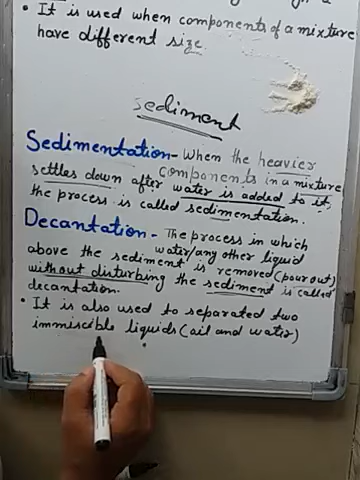 • It is used when components of a mixture
have different size
sediment
Sedimentation - When the heavier
components in a mixture
settles down after water is added to it,
the process is called sedimentation.
Decantation - The process in which
water/any other liquid
above the sediment is removed (pour out)
without disturbing the sediment is called
decantation.
• It is also used to separated two
immiscible liquids (ail and water)